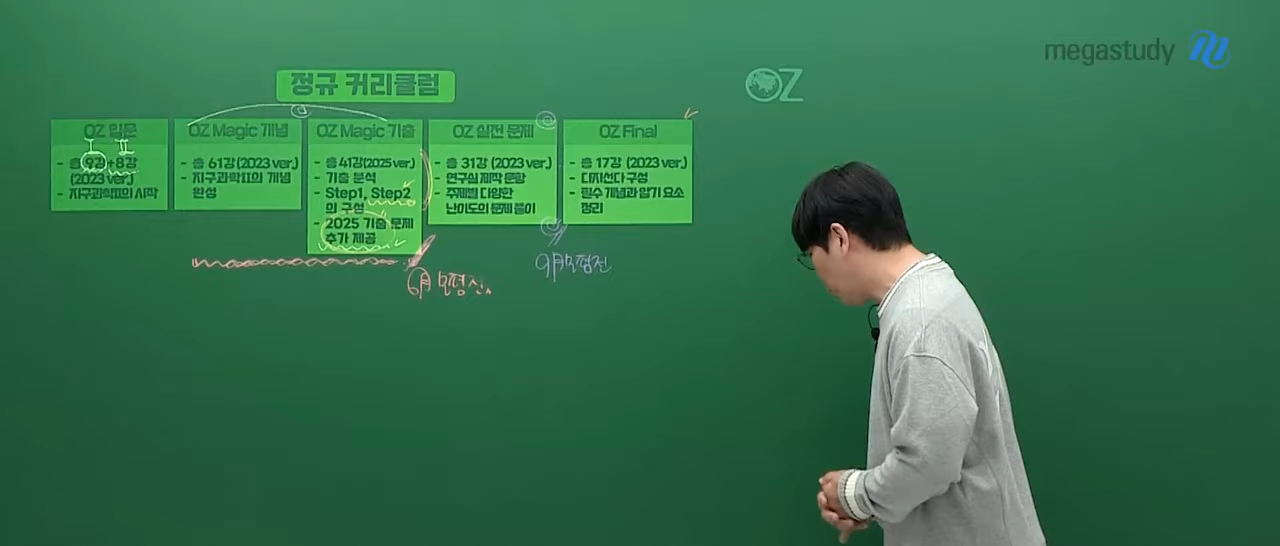 megastudy
정규 커리큘럼
OZ
OZ 입문
I II
- 총 9강+8강
(2023 ver.)
- 지구과학II의 시작
OZ Magic 개념
- 총 61강(2023 ver.)
- 지구과학II의 개념
완성
OZ Magic 기출
- 총 41강(2025 ver.)
- 기출 분석
- Step1, Step2
의 구성
- 2025 기출 문제
추가 제공
OZ 실전 문제
- 총 31강 (2023 ver.)
- 연구실 제작 문항
- 주제별 다양한
난이도의 문제 풀이
OZ Final
- 총 17강 (2023 ver.)
- 다지선다 구성
- 필수 개념과 암기 요소
정리
6月 모평 전
9月 모평전